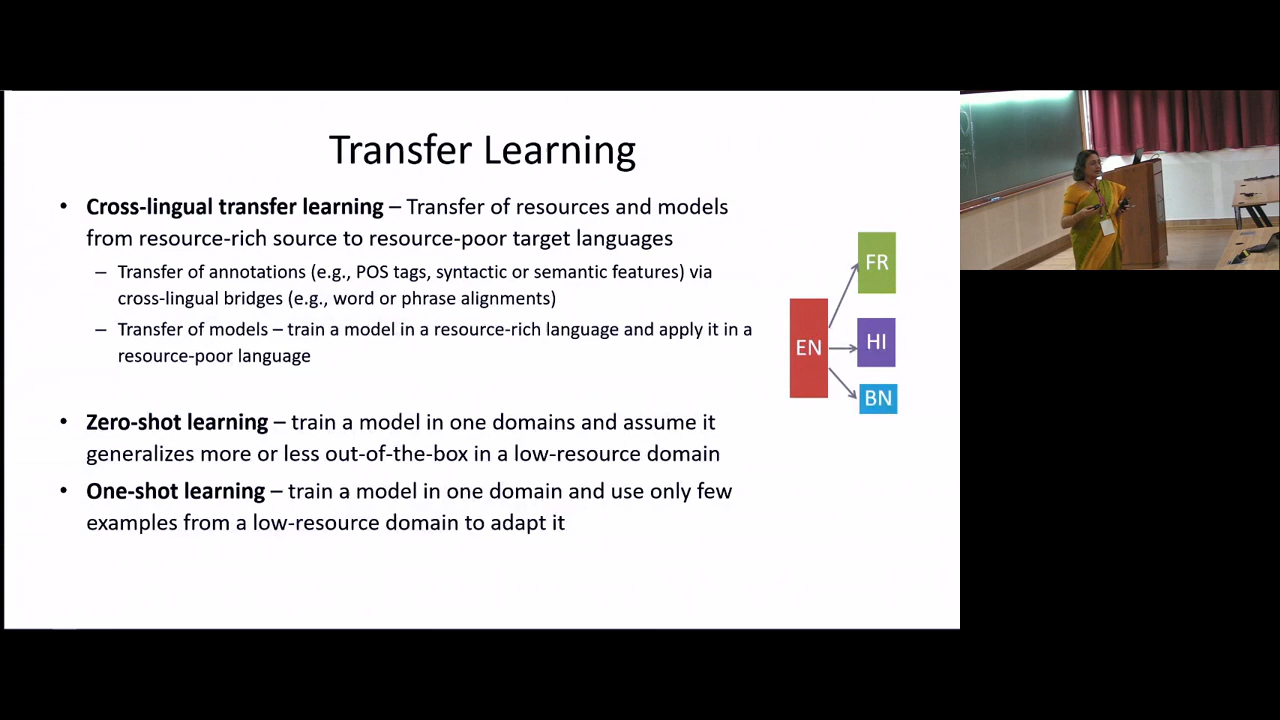 Transfer Learning
• Cross-lingual transfer learning – Transfer of resources and models
from resource-rich source to resource-poor target languages
– Transfer of annotations (e.g., POS tags, syntactic or semantic features) via
cross-lingual bridges (e.g., word or phrase alignments)
– Transfer of models – train a model in a resource-rich language and apply it in a
resource-poor language
• Zero-shot learning – train a model in one domains and assume it
generalizes more or less out-of-the-box in a low-resource domain
• One-shot learning – train a model in one domain and use only few
examples from a low-resource domain to adapt it
EN
FR
HI
BN